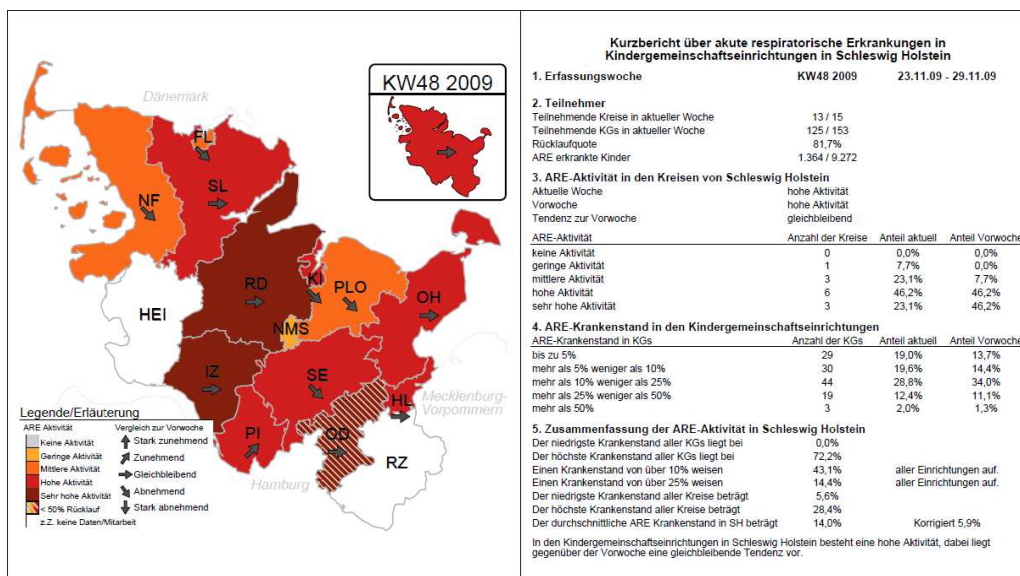 Dänemark
KW48 2009
FL
SL
NF
RD
KI
PLO
OH
HEI
NMS
IZ
SE
HL
Mecklenburg-
Vorpommern
PI
OD
RZ
Hamburg
Legende/Erläuterung
ARE Aktivität Vergleich zur Vorwoche
Keine Aktivität Stark zunehmend
Geringe Aktivität Zunehmend
Mittlere Aktivität Gleichbleibend
Hohe Aktivität Abnehmend
Sehr hohe Aktivität Stark abnehmend
< 50% Rücklauf
z.Z. keine Daten/Mitarbeit
Kurzbericht über akute respiratorische Erkrankungen in
Kindergemeinschaftseinrichtungen in Schleswig Holstein
1. Erfassungswoche KW48 2009 23.11.09 - 29.11.09
2. Teilnehmer
Teilnehmende Kreise in aktueller Woche 13 / 15
Teilnehmende KGs in aktueller Woche 125 / 153
Rücklaufquote 81,7%
ARE erkrankte Kinder 1.364 / 9.272
3. ARE-Aktivität in den Kreisen von Schleswig Holstein
Aktuelle Woche hohe Aktivität
Vorwoche hohe Aktivität
Tendenz zur Vorwoche gleichbleibend
ARE-Aktivität Anzahl der Kreise Anteil aktuell Anteil Vorwoche
keine Aktivität 0 0,0% 0,0%
geringe Aktivität 1 7,7% 0,0%
mittlere Aktivität 3 23,1% 7,7%
hohe Aktivität 6 46,2% 46,2%
sehr hohe Aktivität 3 23,1% 46,2%
4. ARE-Krankenstand in den Kindergemeinschaftseinrichtungen
ARE-Krankenstand in KGs Anzahl der KGs Anteil aktuell Anteil Vorwoche
bis zu 5% 29 19,0% 13,7%
mehr als 5% weniger als 10% 30 19,6% 14,4%
mehr als 10% weniger als 25% 44 28,8% 34,0%
mehr als 25% weniger als 50% 19 12,4% 11,1%
mehr als 50% 3 2,0% 1,3%
5. Zusammenfassung der ARE-Aktivität in Schleswig Holstein
Der niedrigste Krankenstand aller KGs liegt bei 0,0%
Der höchste Krankenstand aller KGs liegt bei 72,2%
Einen Krankenstand von über 10% weisen 43,1% aller Einrichtungen auf.
Einen Krankenstand von über 25% weisen 14,4% aller Einrichtungen auf.
Der niedrigste Krankenstand aller Kreise beträgt 5,6%
Der höchste Krankenstand aller Kreise beträgt 28,4%
Der durchschnittliche ARE Krankenstand in SH beträgt 14,0% Korrigiert 5,9%
In den Kindergemeinschaftseinrichtungen in Schleswig Holstein besteht eine hohe Aktivität, dabei liegt
gegenüber der Vorwoche eine gleichbleibende Tendenz vor.